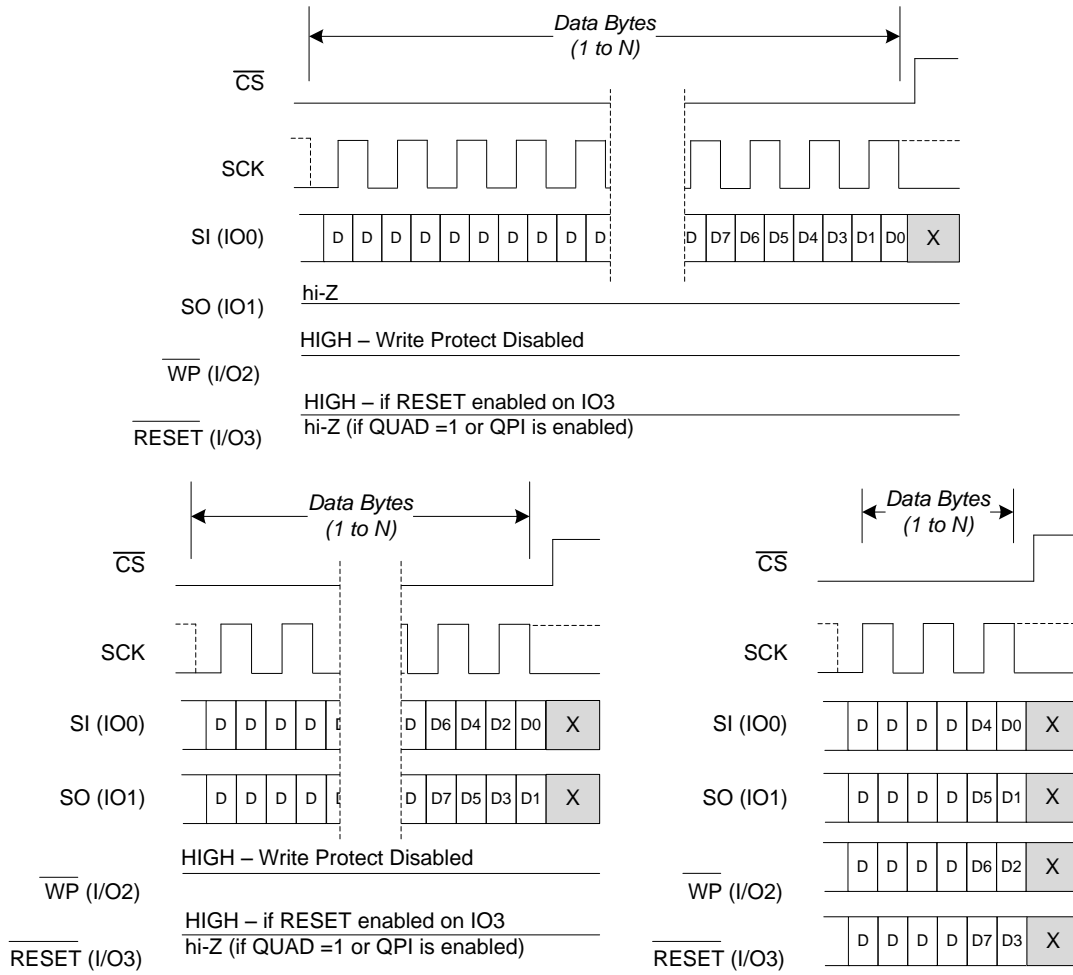 Data Bytes
(1 to N)
CS
SCK
SI (IO0) D D D D D D D D D D D D7 D6 D5 D4 D3 D1 D0 X
SO (IO1) hi-Z
HIGH – Write Protect Disabled
WP (I/O2)
HIGH – if RESET enabled on IO3
RESET (I/O3) hi-Z (if QUAD =1 or QPI is enabled)
Data Bytes
(1 to N)
CS
SCK
SI (IO0) D D D D D D D6 D4 D2 D0 X
SO (IO1) D D D D D D D7 D5 D3 D1 X
HIGH – Write Protect Disabled
WP (I/O2)
HIGH – if RESET enabled on IO3
RESET (I/O3) hi-Z (if QUAD =1 or QPI is enabled)
Data Bytes
(1 to N)
CS
SCK
SI (IO0) D D D D D4 D0 X
SO (IO1) D D D D D5 D1 X
WP (I/O2) D D D D D6 D2 X
RESET (I/O3) D D D D D7 D3 X